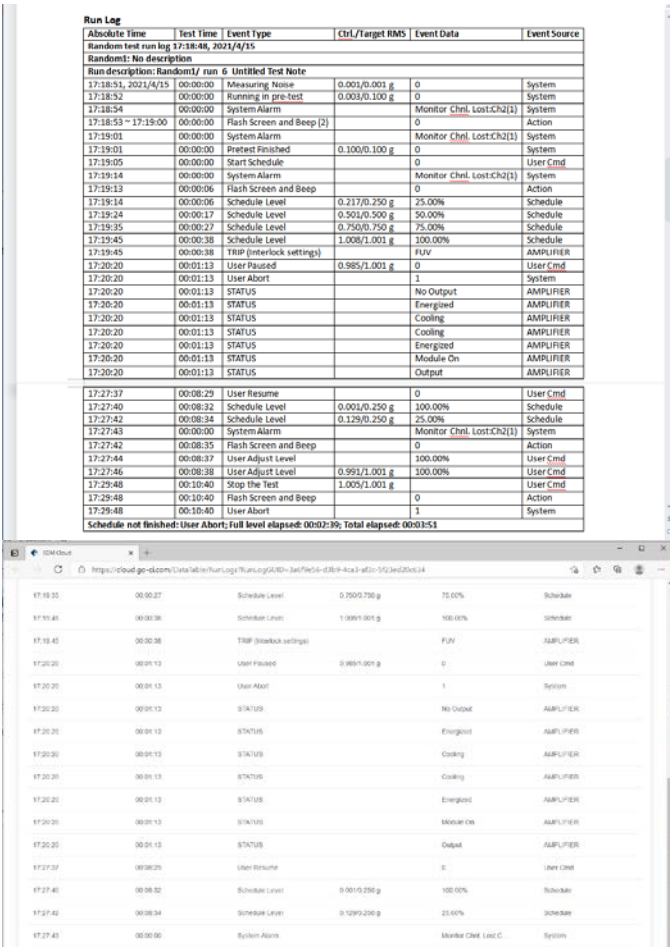 Run Log
Absolute Time Test Time Event Type Ctrl./Target RMS Event Data Event Source
Random test run log 17:18:48, 2021/4/15
Random1: No description
Run description: Random1/ run 6 Untitled Test Note
17:18:51, 2021/4/15 00:00:00 Measuring Noise 0.001/0.001 g 0 System
17:18:52 00:00:00 Running in pre-test 0.003/0.100 g 0 System
17:18:54 00:00:00 System Alarm Monitor Chnl. Lost:Ch2(1) System
17:18:53 ~ 17:19:00 00:00:00 Flash Screen and Beep (2) 0 Action
17:19:01 00:00:00 System Alarm Monitor Chnl. Lost:Ch2(1) System
17:19:01 00:00:00 Pretest Finished 0.100/0.100 g 0 System
17:19:05 00:00:00 Start Schedule 0 User Cmd
17:19:14 00:00:00 System Alarm Monitor Chnl. Lost:Ch2(1) System
17:19:13 00:00:06 Flash Screen and Beep 0 Action
17:19:14 00:00:06 Schedule Level 0.217/0.250 g 25.00% Schedule
17:19:24 00:00:17 Schedule Level 0.501/0.500 g 50.00% Schedule
17:19:35 00:00:27 Schedule Level 0.750/0.750 g 75.00% Schedule
17:19:45 00:00:38 Schedule Level 1.008/1.001 g 100.00% Schedule
17:19:45 00:00:38 TRIP (Interlock settings) FUV AMPLIFIER
17:20:20 00:01:13 User Paused 0.985/1.001 g 0 User Cmd
17:20:20 00:01:13 User Abort 1 System
17:20:20 00:01:13 STATUS No Output AMPLIFIER
17:20:20 00:01:13 STATUS Energized AMPLIFIER
17:20:20 00:01:13 STATUS Cooling AMPLIFIER
17:20:20 00:01:13 STATUS Cooling AMPLIFIER
17:20:20 00:01:13 STATUS Energized AMPLIFIER
17:20:20 00:01:13 STATUS Module On AMPLIFIER
17:20:20 00:01:13 STATUS Output AMPLIFIER
17:27:37 00:08:29 User Resume 0 User Cmd
17:27:40 00:08:32 Schedule Level 0.001/0.250 g 100.00% Schedule
17:27:42 00:08:34 Schedule Level 0.129/0.250 g 25.00% Schedule
17:27:43 00:00:00 System Alarm Monitor Chnl. Lost:Ch2(1) System
17:27:42 00:08:35 Flash Screen and Beep 0 Action
17:27:44 00:08:37 User Adjust Level 100.00% User Cmd
17:27:46 00:08:38 User Adjust Level 0.991/1.001 g 100.00% User Cmd
17:29:48 00:10:40 Stop the Test 1.005/1.001 g User Cmd
17:29:48 00:10:40 Flash Screen and Beep 0 Action
17:29:48 00:10:40 User Abort 1 System
Schedule not finished: User Abort; Full level elapsed: 00:02:39; Total elapsed: 00:03:51
EDM Cloud
17:19:35 00:00:27 Schedule Level 0.750/0.750 g 75.00% Schedule
17:19:45 00:00:38 Schedule Level 1.008/1.001 g 100.00% Schedule
17:19:45 00:00:38 TRIP (Interlock settings) FUV AMPLIFIER
17:20:20 00:01:13 User Paused 0.985/1.001 g 0 User Cmd
17:20:20 00:01:13 User Abort 1 System
17:20:20 00:01:13 STATUS No Output AMPLIFIER
17:20:20 00:01:13 STATUS Energized AMPLIFIER
17:20:20 00:01:13 STATUS Cooling AMPLIFIER
17:20:20 00:01:13 STATUS Cooling AMPLIFIER
17:20:20 00:01:13 STATUS Energized AMPLIFIER
17:20:20 00:01:13 STATUS Module On AMPLIFIER
17:20:20 00:01:13 STATUS Output AMPLIFIER
17:27:37 00:08:29 User Resume 0 User Cmd
17:27:40 00:08:32 Schedule Level 0.001/0.250 g 100.00% Schedule
17:27:42 00:08:34 Schedule Level 0.129/0.250 g 25.00% Schedule
17:27:43 00:00:00 System Alarm Monitor Chnl. Lost:C... System